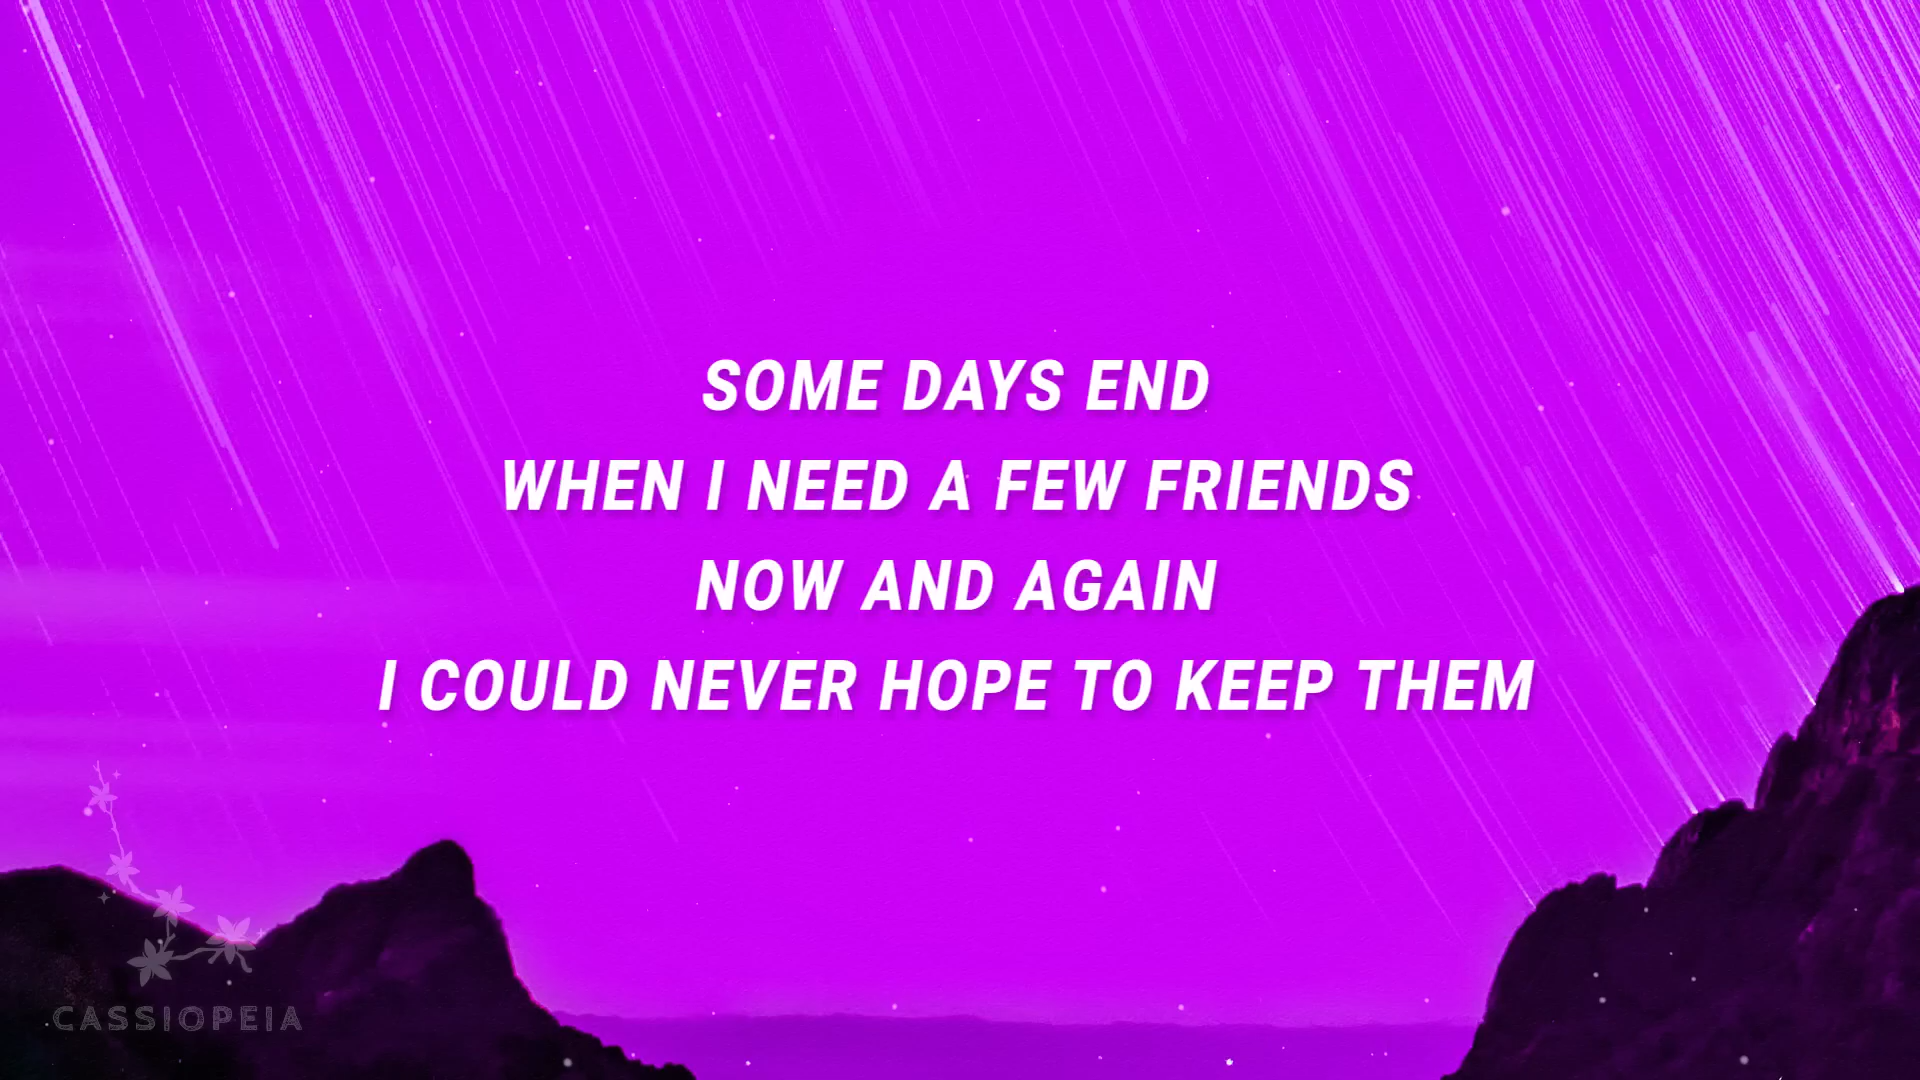 SOME DAYS END
WHEN I NEED A FEW FRIENDS
NOW AND AGAIN
I COULD NEVER HOPE TO KEEP THEM
CASSIOPEIA